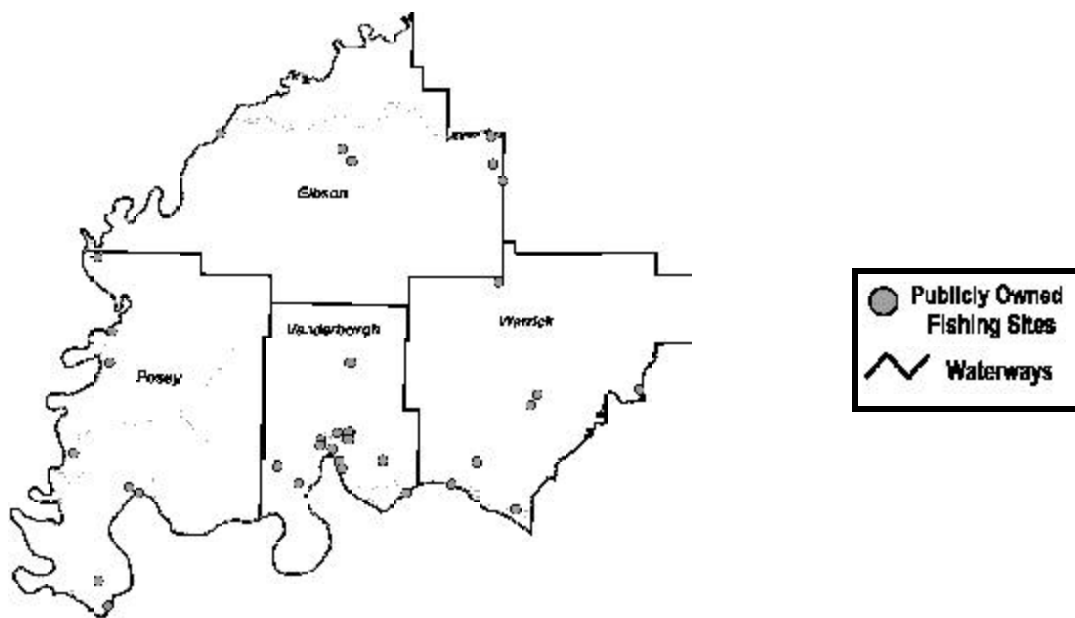 Gibson
Vanderburgh
Warrick
Posey
Publicly Owned
Fishing Sites
Waterways